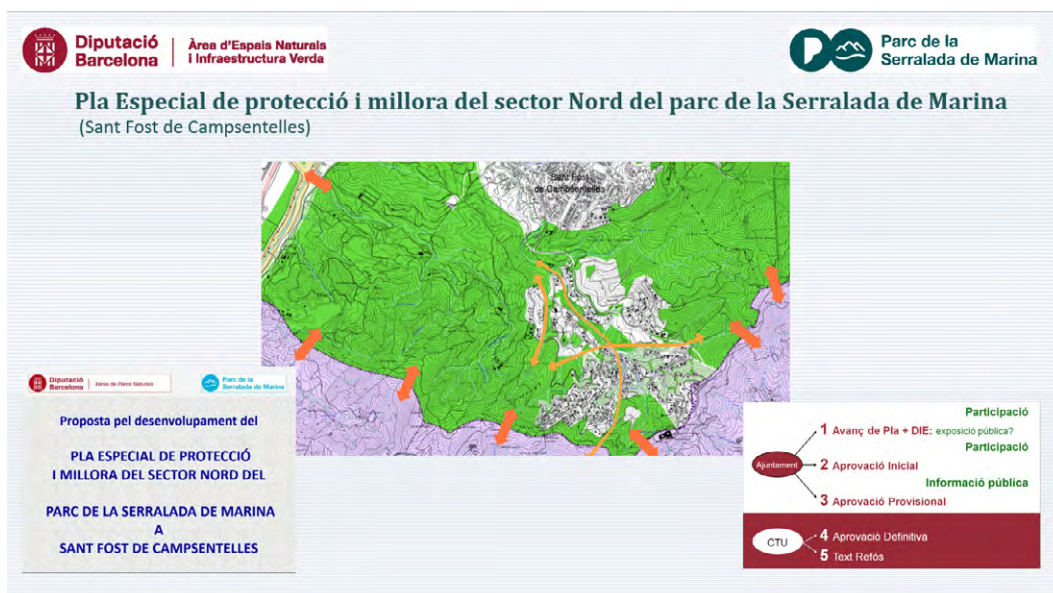 Diputació
Barcelona
Àrea d'Espais Naturals
i Infraestructura Verda
Parc de la
Serralada de Marina
Pla Especial de protecció i millora del sector Nord del parc de la Serralada de Marina
(Sant Fost de Campsentelles)
Sant Fost
de Campsentelles
Diputació
Barcelona
Parc de la
Serralada de Marina
Proposta pel desenvolupament del
PLA ESPECIAL DE PROTECCIÓ
I MILLORA DEL SECTOR NORD DEL
PARC DE LA SERRALADA DE MARINA
A
SANT FOST DE CAMPSENTELLES
Participació
1 Avanç de Pla + DIE: exposició pública?
Participació
Ajuntament
2 Aprovació Inicial
Informació pública
3 Aprovació Provisional
CTU
4 Aprovació Definitiva
5 Text Refós